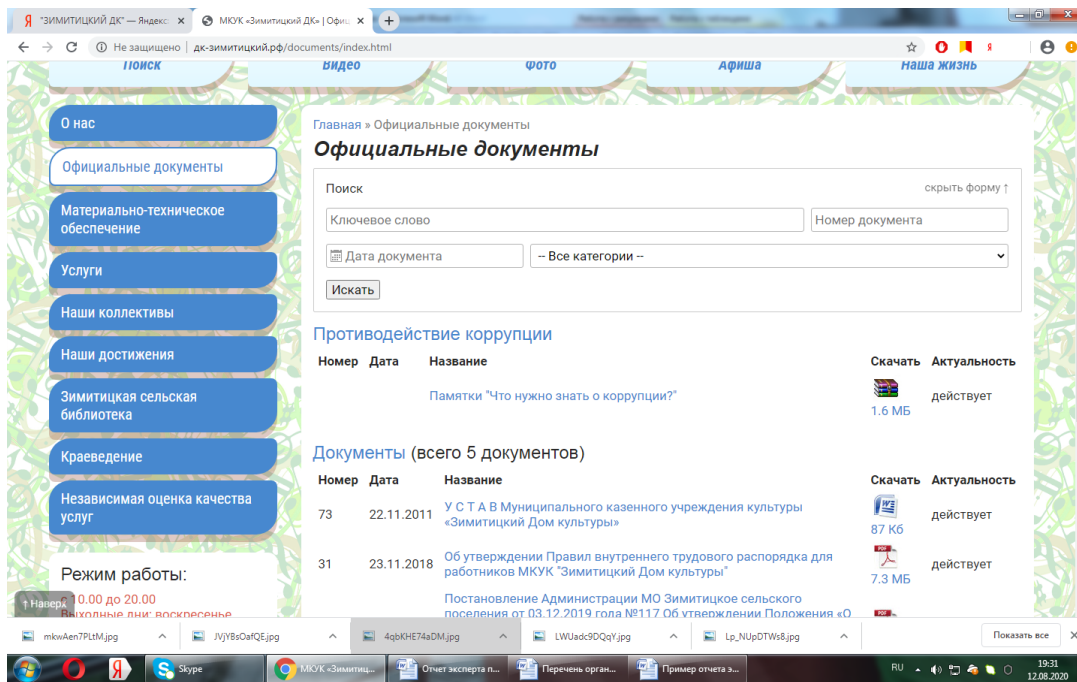 "ЗИМИТИЦКИЙ ДК" — Яндекс:
МКУК «Зимитицкий ДК» | Офиц
Не защищено | дк-зимитицкий.рф/documents/index.html
Поиск
Видео
Фото
Афиша
Наша жизнь
О нас
Официальные документы
Материально-техническое
обеспечение
Услуги
Наши коллективы
Наши достижения
Зимитицкая сельская
библиотека
Краеведение
Независимая оценка качества
услуг
Режим работы:
с 10.00 до 20.00
Выходные дни: воскресенье
↑ Наверх
Главная » Официальные документы
Официальные документы
Поиск
скрыть форму ↑
Ключевое слово
Номер документа
Дата документа
-- Все категории --
Искать
Противодействие коррупции
Номер Дата Название Скачать Актуальность
Памятки "Что нужно знать о коррупции?" 1.6 МБ действует
Документы (всего 5 документов)
Номер Дата Название Скачать Актуальность
73 22.11.2011 У С Т А В Муниципального казенного учреждения культуры
«Зимитицкий Дом культуры» 87 Кб действует
31 23.11.2018 Об утверждении Правил внутреннего трудового распорядка для
работников МКУК "Зимитицкий Дом культуры" 7.3 МБ действует
Постановление Администрации МО Зимитицкое сельского
поселения от 03.12.2019 года №117 Об утверждении Положения «О
mkwAen7PLtM.jpg
JVjYBsOafQE.jpg
4qbKHE74aDM.jpg
LWUadc9DQqY.jpg
Lp_NUpDTWs8.jpg
Показать все
Skype
МКУК «Зимитиц...
Отчет эксперта п...
Перечень орган...
Пример отчета э...
RU
19:31
12.08.2020